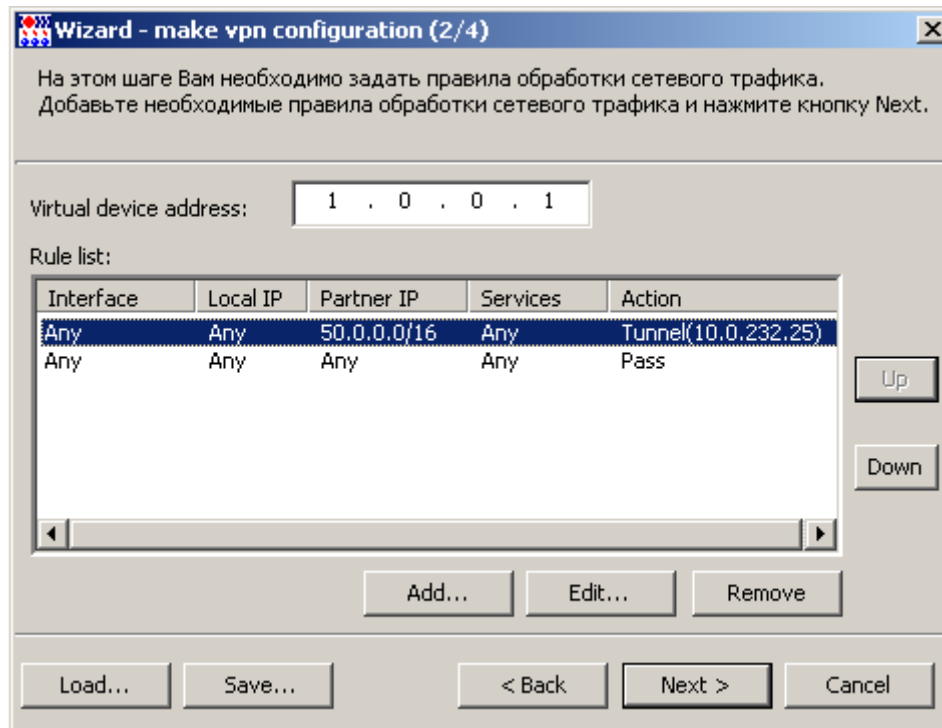 Wizard - make vpn configuration (2/4)
На этом шаге Вам необходимо задать правила обработки сетевого трафика.
Добавьте необходимые правила обработки сетевого трафика и нажмите кнопку Next.
Virtual device address: 1 . 0 . 0 . 1
Rule list:
Interface Local IP Partner IP Services Action
Any Any 50.0.0.0/16 Any Tunnel(10.0.232.25)
Any Any Any Any Pass
Up
Down
Add... Edit... Remove
Load... Save... < Back Next > Cancel